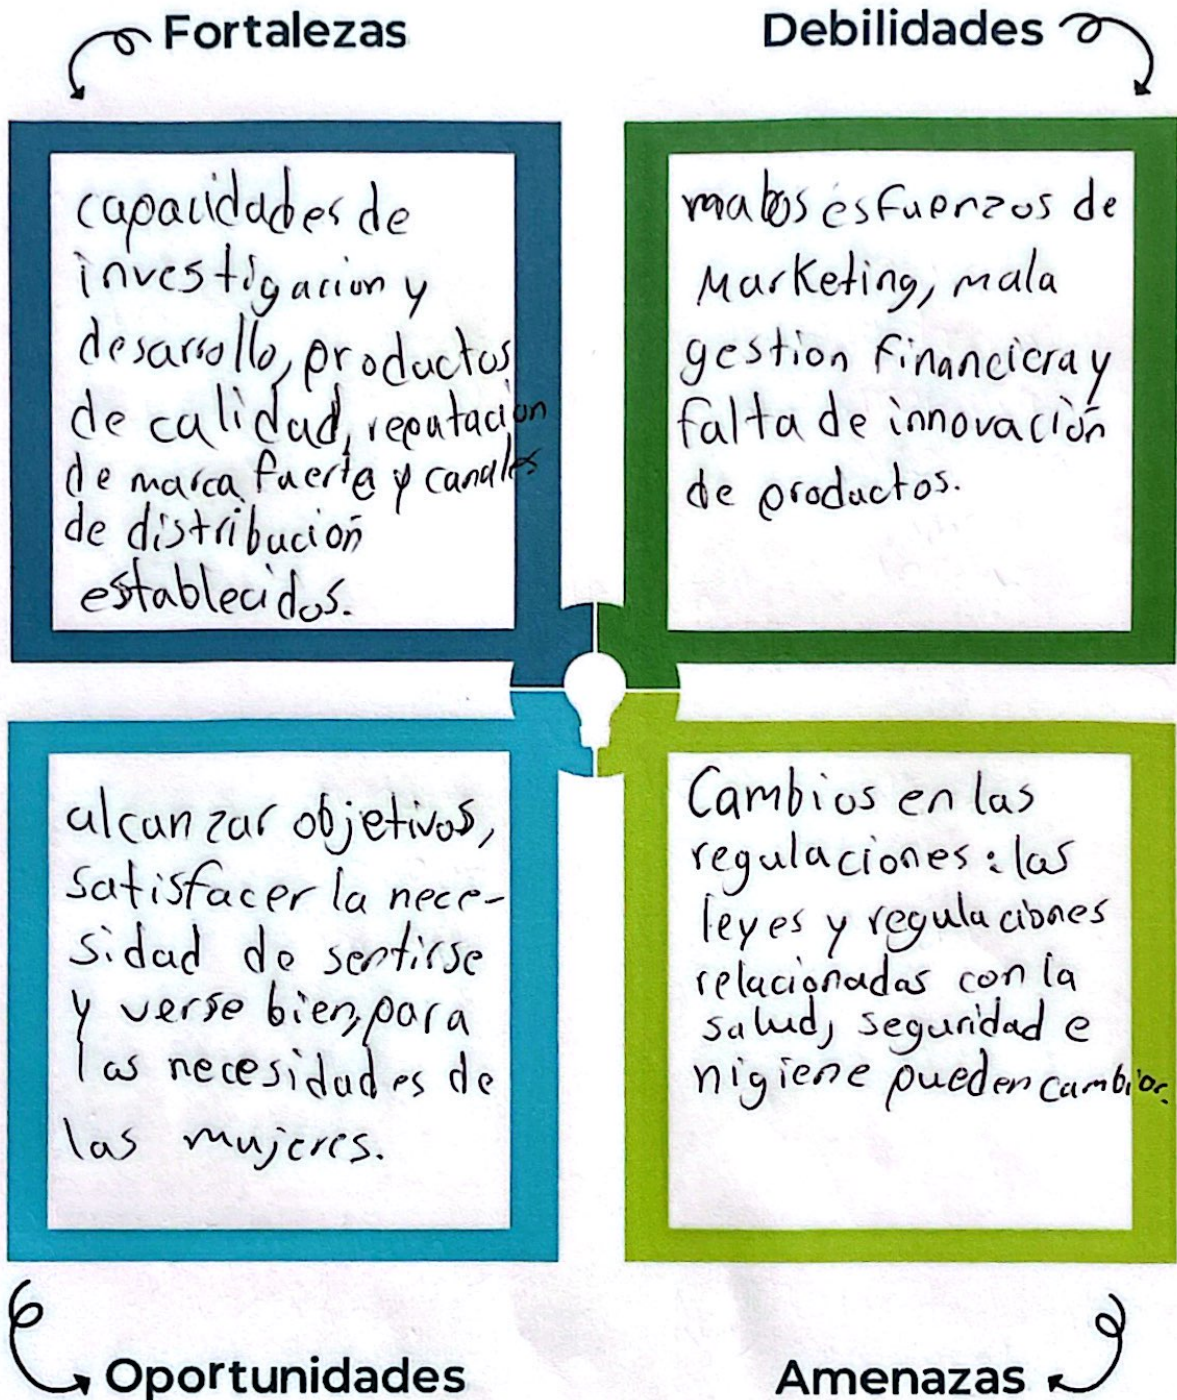 Fortalezas
capacidades de
investigacion y
desarrollo, productos
de calidad, reputacion
de marca fuerte y canales
de distribución
establecidos.
Debilidades
malos esfuerzos de
Marketing, mala
gestion financiera y
falta de innovación
de productos.
alcanzar objetivos,
satisfacer la nece-
sidad de sentirse
y verse bien, para
las necesidades de
las mujeres.
Oportunidades
Cambios en las
regulaciones: las
leyes y regulaciones
relacionadas con la
salud, seguridad e
higiene pueden cambiar.
Amenazas